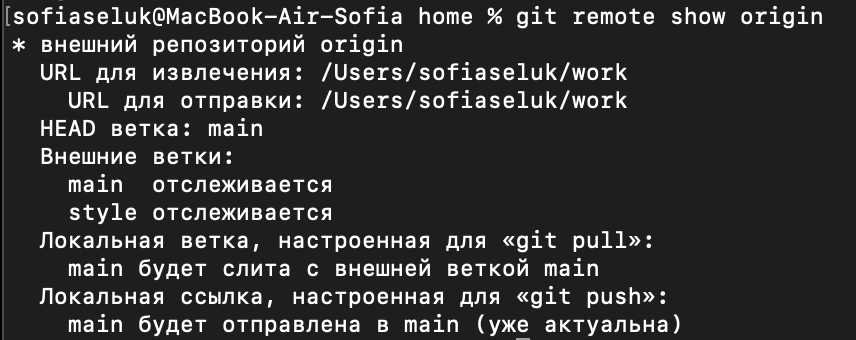 [sofiaseluk@MacBook-Air-Sofia home % git remote show origin
* внешний репозиторий origin
URL для извлечения: /Users/sofiaseluk/work
URL для отправки: /Users/sofiaseluk/work
HEAD ветка: main
Внешние ветки:
main отслеживается
style отслеживается
Локальная ветка, настроенная для «git pull»:
main будет слита с внешней веткой main
Локальная ссылка, настроенная для «git push»:
main будет отправлена в main (уже актуальна)